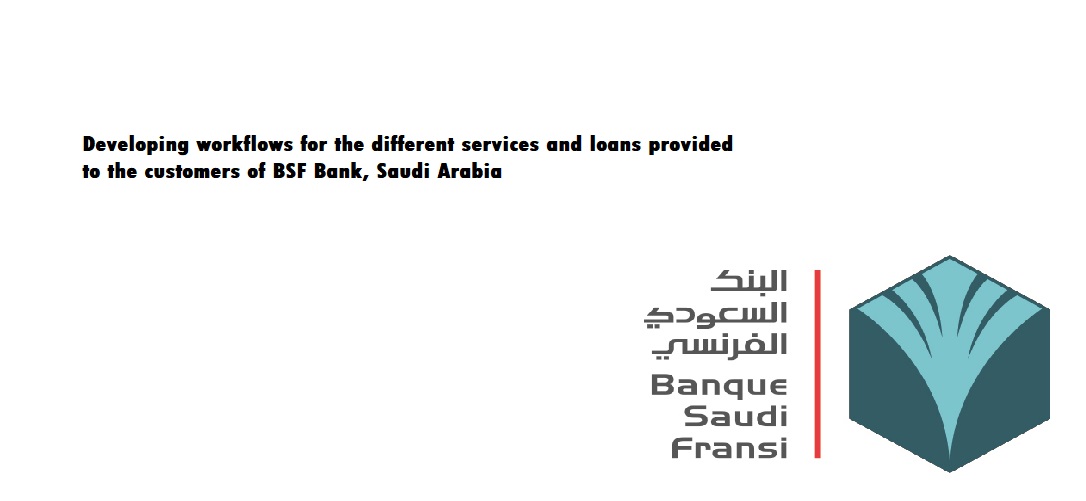 Developing workflows for the different services and loans provided
to the customers of BSF Bank, Saudi Arabia
البنك
السعودي
الفرنسي
Banque
Saudi
Fransi